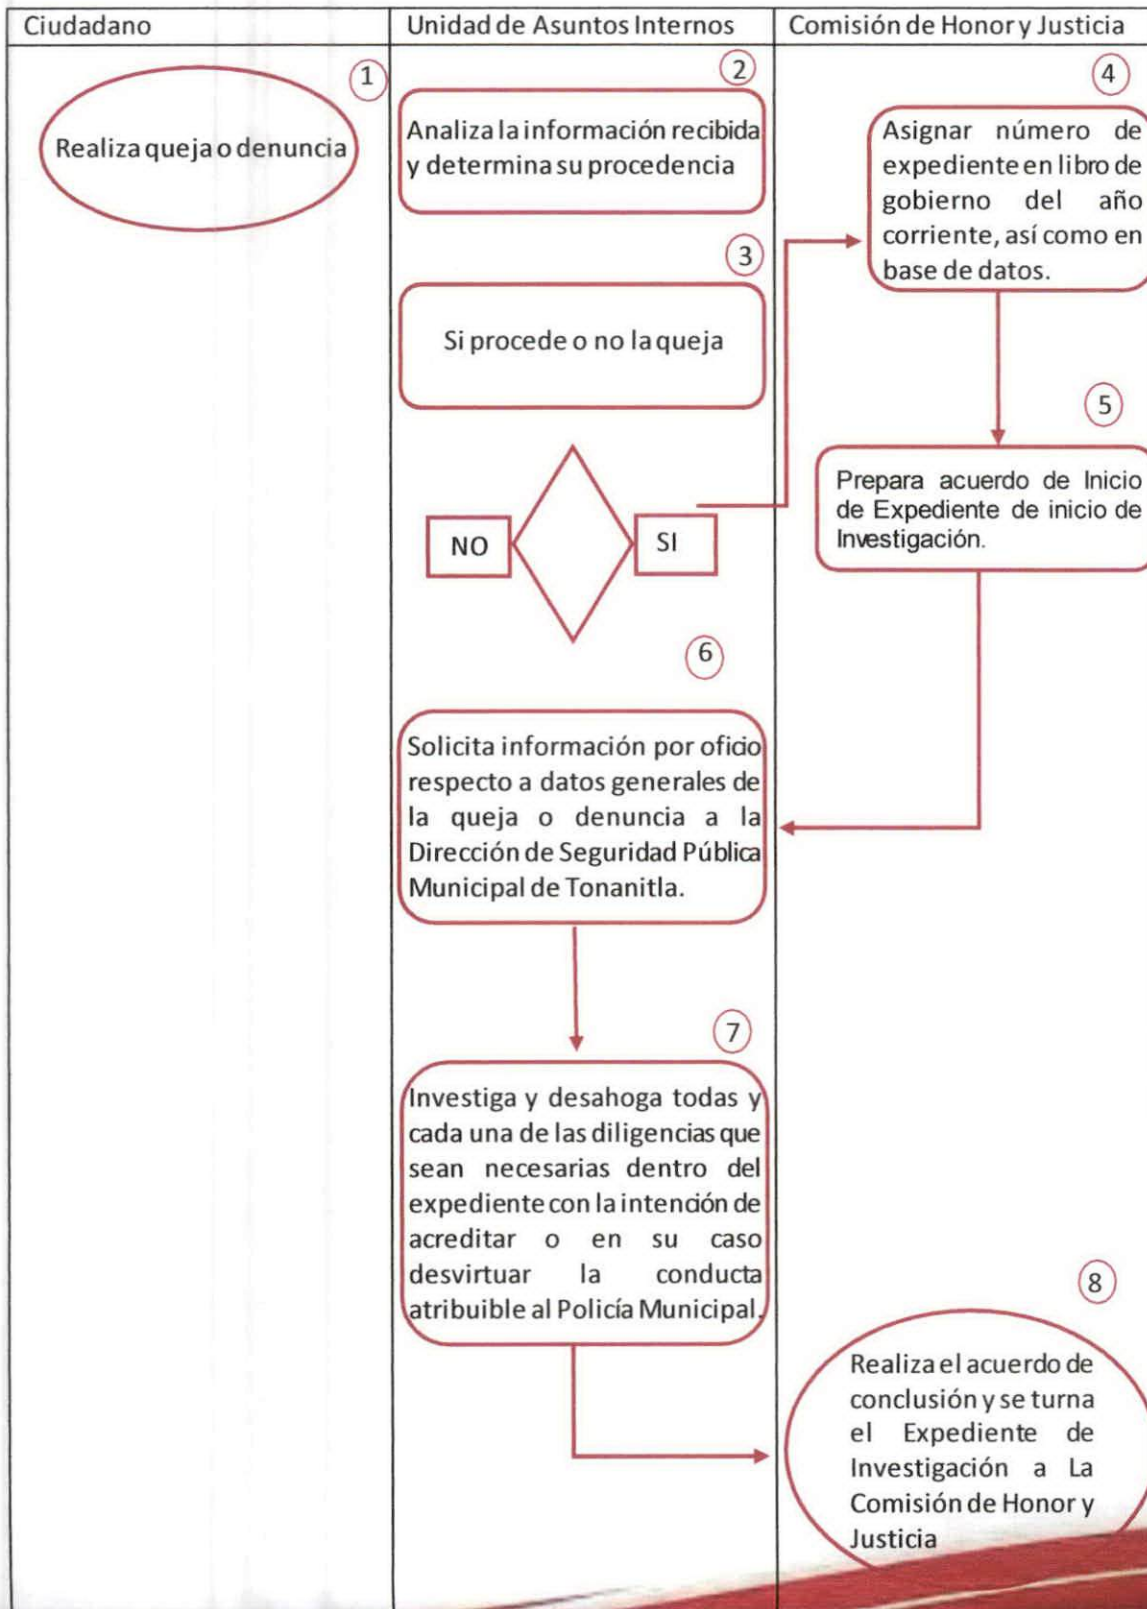 Ciudadano
Unidad de Asuntos Internos
Comisión de Honor y Justicia
1
Realiza queja o denuncia
2
Analiza la información recibida
y determina su procedencia
3
Si procede o no la queja
NO
SI
4
Asignar número de
expediente en libro de
gobierno del año
corriente, así como en
base de datos.
5
Prepara acuerdo de Inicio
de Expediente de inicio de
Investigación.
6
Solicita información por oficio
respecto a datos generales de
la queja o denuncia a la
Dirección de Seguridad Pública
Municipal de Tonanitla.
7
Investiga y desahoga todas y
cada una de las diligencias que
sean necesarias dentro del
expediente con la intención de
acreditar o en su caso
desvirtuar la conducta
atribuible al Policía Municipal.
8
Realiza el acuerdo de
conclusión y se turna
el Expediente de
Investigación a La
Comisión de Honor y
Justicia